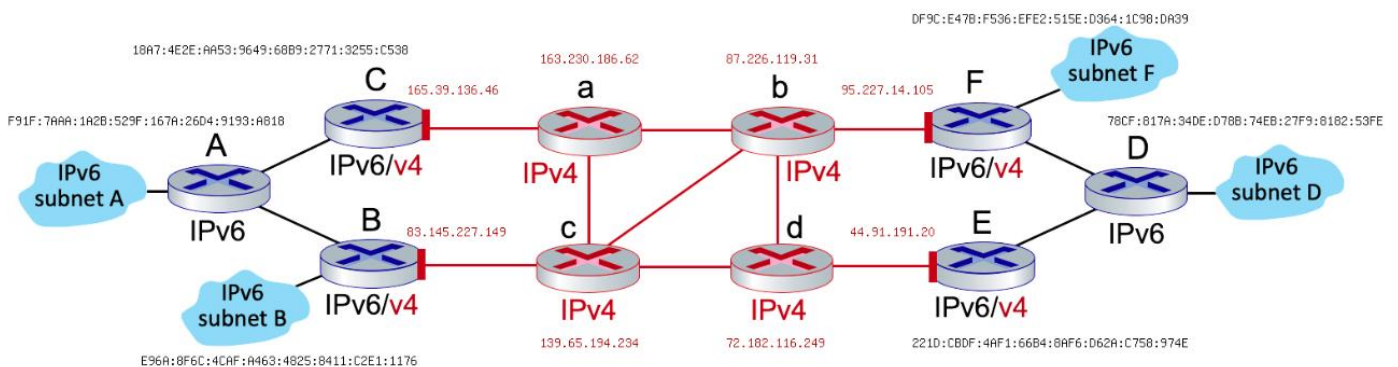 DF9C:E47B:F536:EFE2:515E:D364:1C98:DA39
18A7:4E2E:AA53:9649:68B9:2771:3255:C538
163.230.186.62
87.226.119.31
IPv6
subnet F
C
165.39.136.46
a
b
95.227.14.105
F
F91F:7AAA:1A2B:529F:167A:26D4:9193:A818
78CF:817A:34DE:D78B:74EB:27F9:8182:53FE
A
IPv6/v4
IPv4
IPv4
IPv6/v4
D
IPv6
subnet A
IPv6
subnet D
IPv6
B
83.145.227.149
c
d
44.91.191.20
E
IPv6
IPv6
subnet B
IPv6/v4
IPv4
IPv4
IPv6/v4
139.65.194.234
72.182.116.249
221D:CBDF:4AF1:66B4:8AF6:D62A:C758:974E
E96A:8F6C:4CAF:A463:4825:8411:C2E1:1176